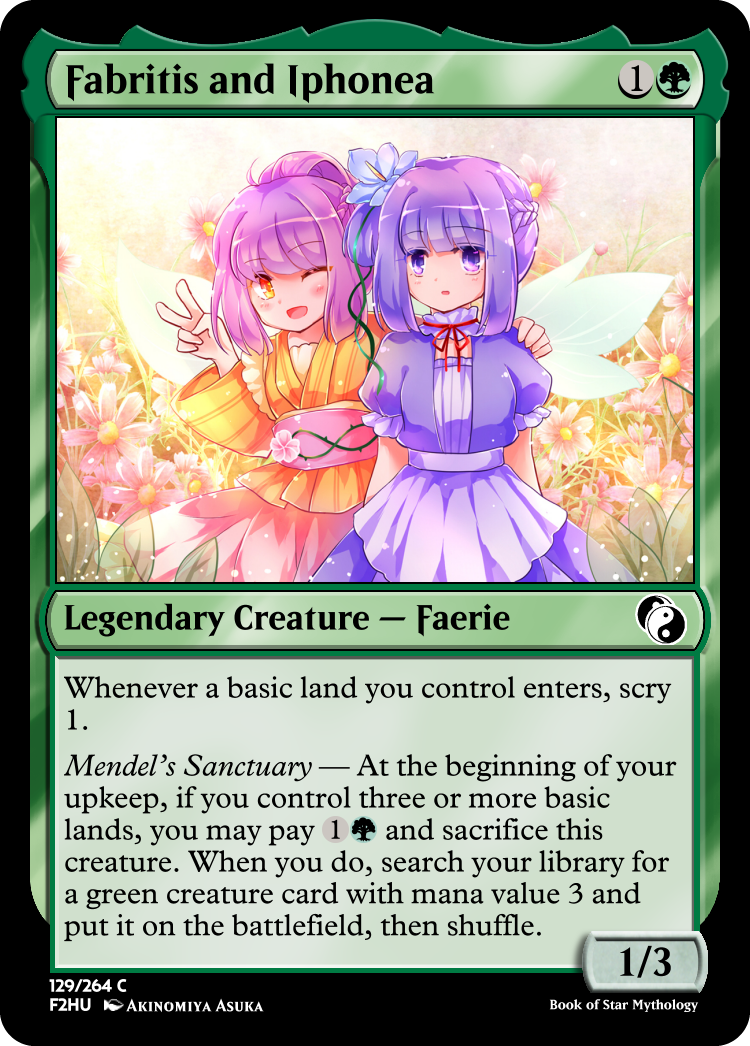 Fabritis and Iphonea 1
Legendary Creature — Faerie
Whenever a basic land you control enters, scry
1.
Mendel's Sanctuary — At the beginning of your
upkeep, if you control three or more basic
lands, you may pay 1 and sacrifice this
creature. When you do, search your library for
a green creature card with mana value 3 and
put it on the battlefield, then shuffle.
1/3
129/264 C
F2HU AKINOMIYA ASUKA
Book of Star Mythology